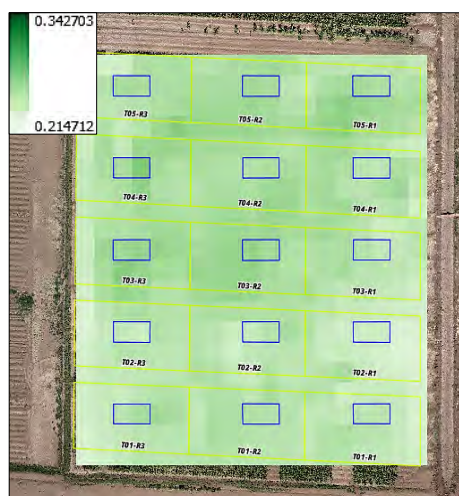 0.342703
0.214712
T05-R3
T05-R2
T05-R1
T04-R3
T04-R2
T04-R1
T03-R3
T03-R2
T03-R1
T02-R3
T02-R2
T02-R1
T01-R3
T01-R2
T01-R1